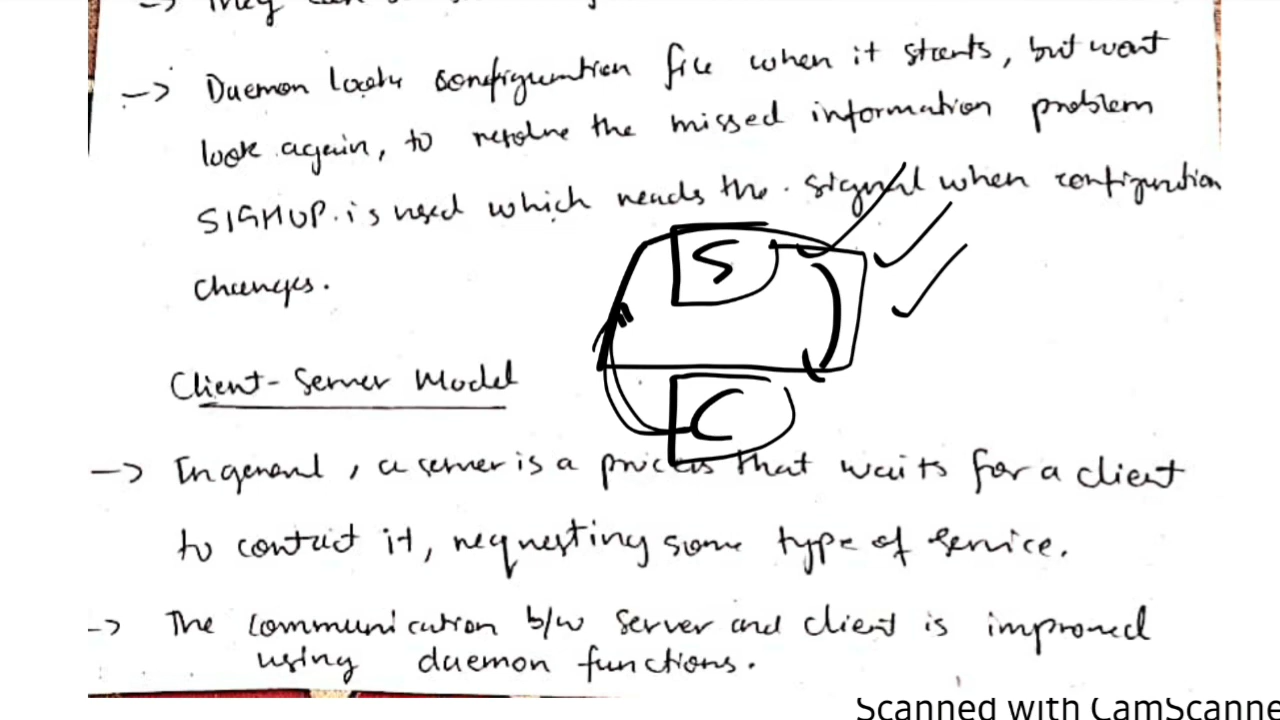 -> They can
-> Daemon looks configuration file when it starts, but wont
look again, to resolve the missed information problem
SIGHUP is used which reads the signal when configuration
changes.
S
Client-Server Model
C
-> In general, a server is a process that waits for a client
to contact it, requesting some type of service.
-> The communication b/w server and client is improved
using daemon functions.
Scanned with CamScanne